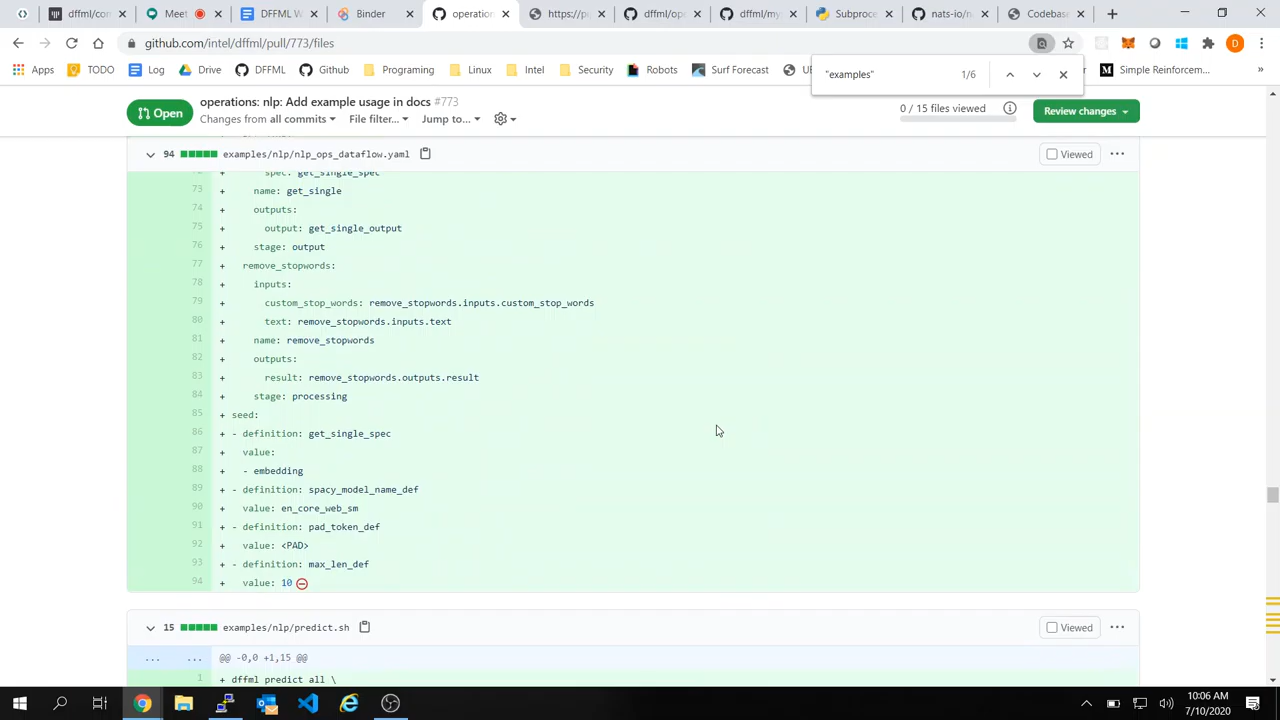 dffml/com
Meet
DFFML W
Binder
operation
https://pu
dffml/op
dffml/my
Subproce
nats-io/n
Codebase
github.com/intel/dffml/pull/773/files
Apps
TODO
Log
Drive
DFFML
Github
Programing
Linux
Intel
Security
Robots
Surf Forecast
Simple Reinforcem...
»
"examples"
1/6
Open
operations: nlp: Add example usage in docs #773
Changes from all commits
File filter...
Jump to...
0 / 15 files viewed
Review changes
94 examples/nlp/nlp_ops_dataflow.yaml
Viewed
spec: get_single_spec
73 + name: get_single
74 + outputs:
75 + output: get_single_output
76 + stage: output
77 + remove_stopwords:
78 + inputs:
79 + custom_stop_words: remove_stopwords.inputs.custom_stop_words
80 + text: remove_stopwords.inputs.text
81 + name: remove_stopwords
82 + outputs:
83 + result: remove_stopwords.outputs.result
84 + stage: processing
85 + seed:
86 + - definition: get_single_spec
87 + value:
88 + - embedding
89 + - definition: spacy_model_name_def
90 + value: en_core_web_sm
91 + - definition: pad_token_def
92 + value: <PAD>
93 + - definition: max_len_def
94 + value: 10
15 examples/nlp/predict.sh
Viewed
... ... @@ -0,0 +1,15 @@
1 + dffml predict all \
10:06 AM
7/10/2020